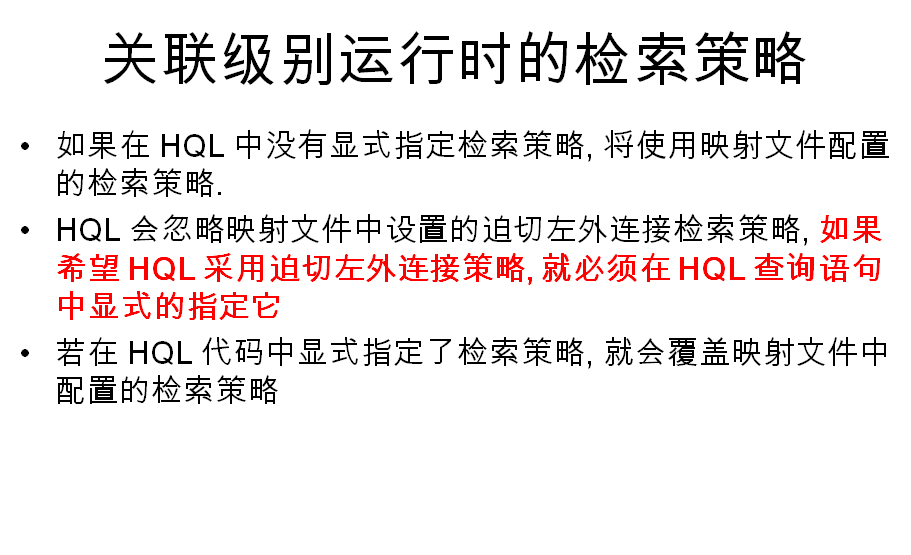 关联级别运行时的检索策略
• 如果在 HQL 中没有显式指定检索策略, 将使用映射文件配置
的检索策略.
• HQL 会忽略映射文件中设置的迫切左外连接检索策略, 如果
希望 HQL 采用迫切左外连接策略, 就必须在 HQL 查询语句
中显式的指定它
• 若在 HQL 代码中显式指定了检索策略, 就会覆盖映射文件中
配置的检索策略